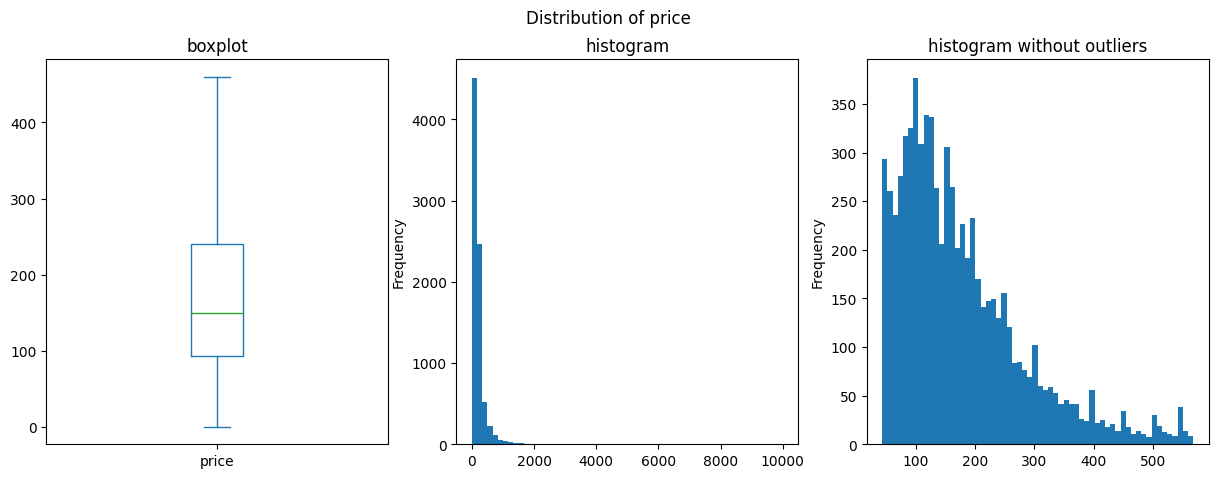 Distribution of price
boxplot
400
300
200
100
0
price
histogram
Frequency
4000
3000
2000
1000
0
0 2000 4000 6000 8000 10000
histogram without outliers
Frequency
350
300
250
200
150
100
50
0
100 200 300 400 500